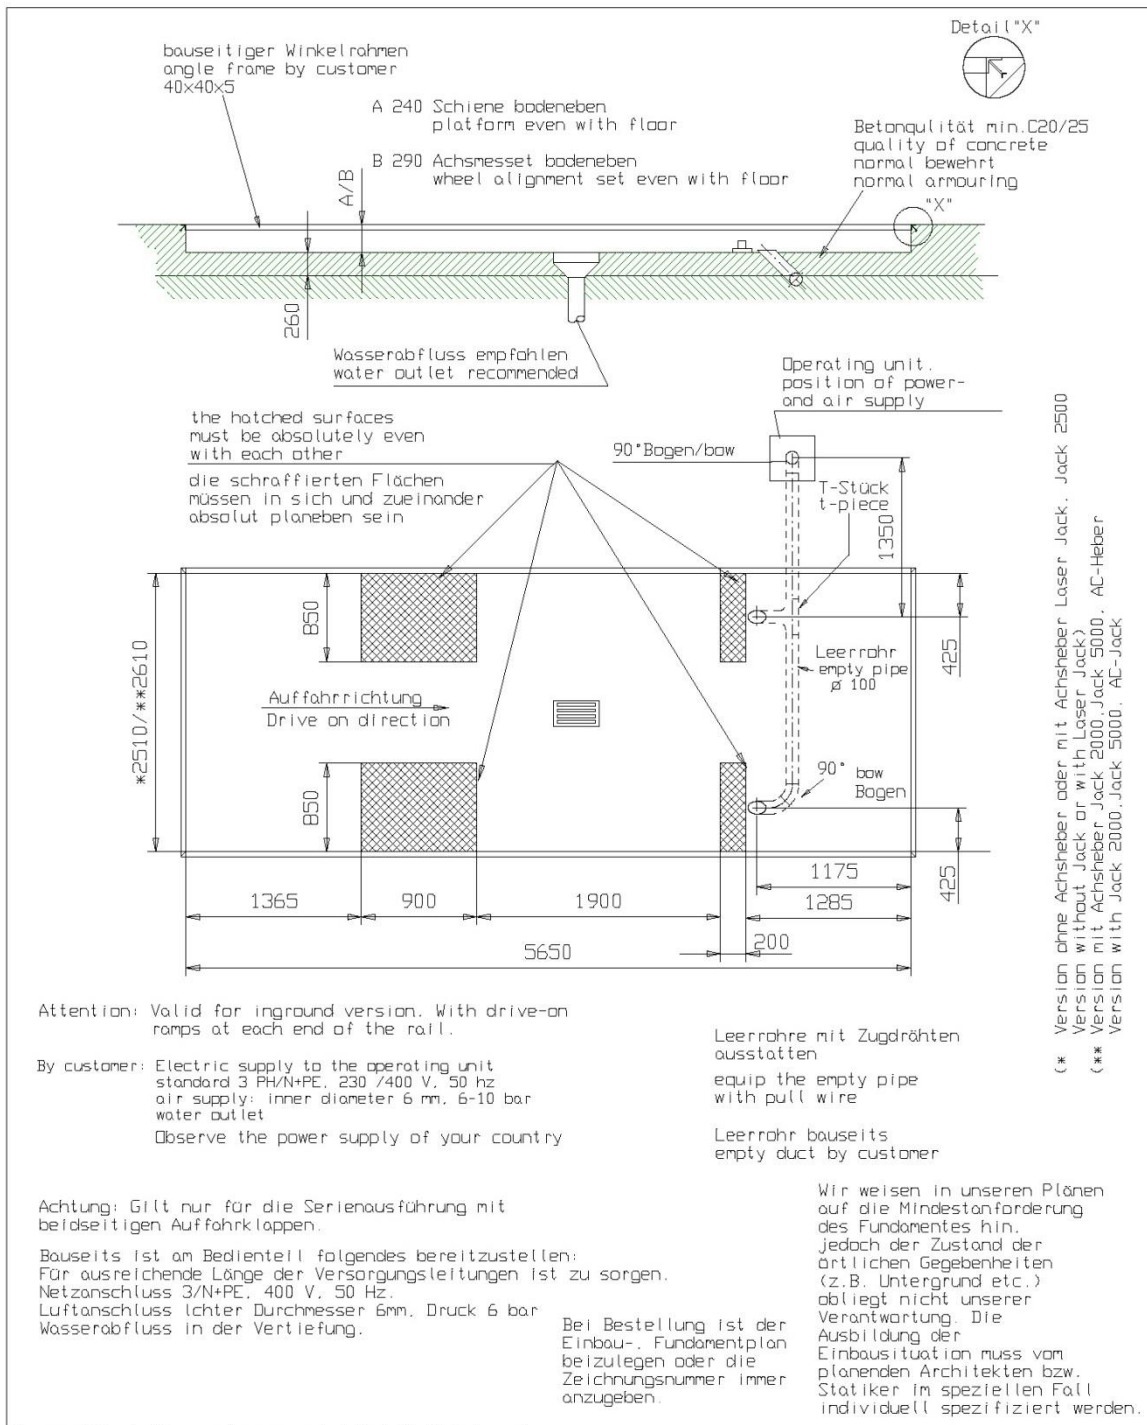 Detail"X"
bauseitiger Winkelrahmen
angle frame by customer
40x40x5
A 240 Schiene bodeneben
platform even with floor
B 290 Achsmesset bodeneben
wheel alignment set even with floor
A/B
Betonqulität min.C20/25
quality of concrete
normal bewehrt
normal armouring
"X"
260
Wasserabfluss empfohlen
water outlet recommended
Operating unit.
position of power-
and air supply
the hatched surfaces
must be absolutely even
with each other
die schraffierten Flächen
müssen in sich und zueinander
absolut planeben sein
90°Bogen/bow
T-Stück
t-piece
1350
850
*2510/**2610
Auffahrrichtung
Drive on direction
Leerrohr
empty pipe
ø 100
425
850
90° bow
Bogen
425
1175
1365
900
1900
1285
200
5650
(* Version ohne Achsheber oder mit Achsheber Laser Jack. Jack 2500
Version without Jack or with Laser Jack)
(** Version mit Achsheber Jack 2000.Jack 5000. AC-Heber
Version with Jack 2000.Jack 5000. AC-Jack
Attention: Valid for inground version. With drive-on
ramps at each end of the rail.
By customer: Electric supply to the operating unit
standard 3 PH/N+PE, 230 /400 V, 50 hz
air supply: inner diameter 6 mm, 6-10 bar
water outlet
Observe the power supply of your country
Leerrohre mit Zugdrähten
ausstatten
equip the empty pipe
with pull wire
Leerrohr bauseits
empty duct by customer
Achtung: Gilt nur für die Serienausführung mit
beidseitigen Auffahrklappen.
Bauseits ist am Bedienteil folgendes bereitzustellen:
Für ausreichende Länge der Versorgungsleitungen ist zu sorgen.
Netzanschluss 3/N+PE, 400 V, 50 Hz.
Luftanschluss lchter Durchmesser 6mm, Druck 6 bar
Wasserabfluss in der Vertiefung.
Bei Bestellung ist der
Einbau-, Fundamentplan
beizulegen oder die
Zeichnungsnummer immer
anzugeben.
Wir weisen in unseren Plänen
auf die Mindestanforderung
des Fundamentes hin,
jedoch der Zustand der
örtlichen Gegebenheiten
(z.B. Untergrund etc.)
obliegt nicht unserer
Verantwortung. Die
Ausbildung der
Einbausituation muss vom
planenden Architekten bzw.
Statiker im speziellen Fall
individuell spezifiziert werden.